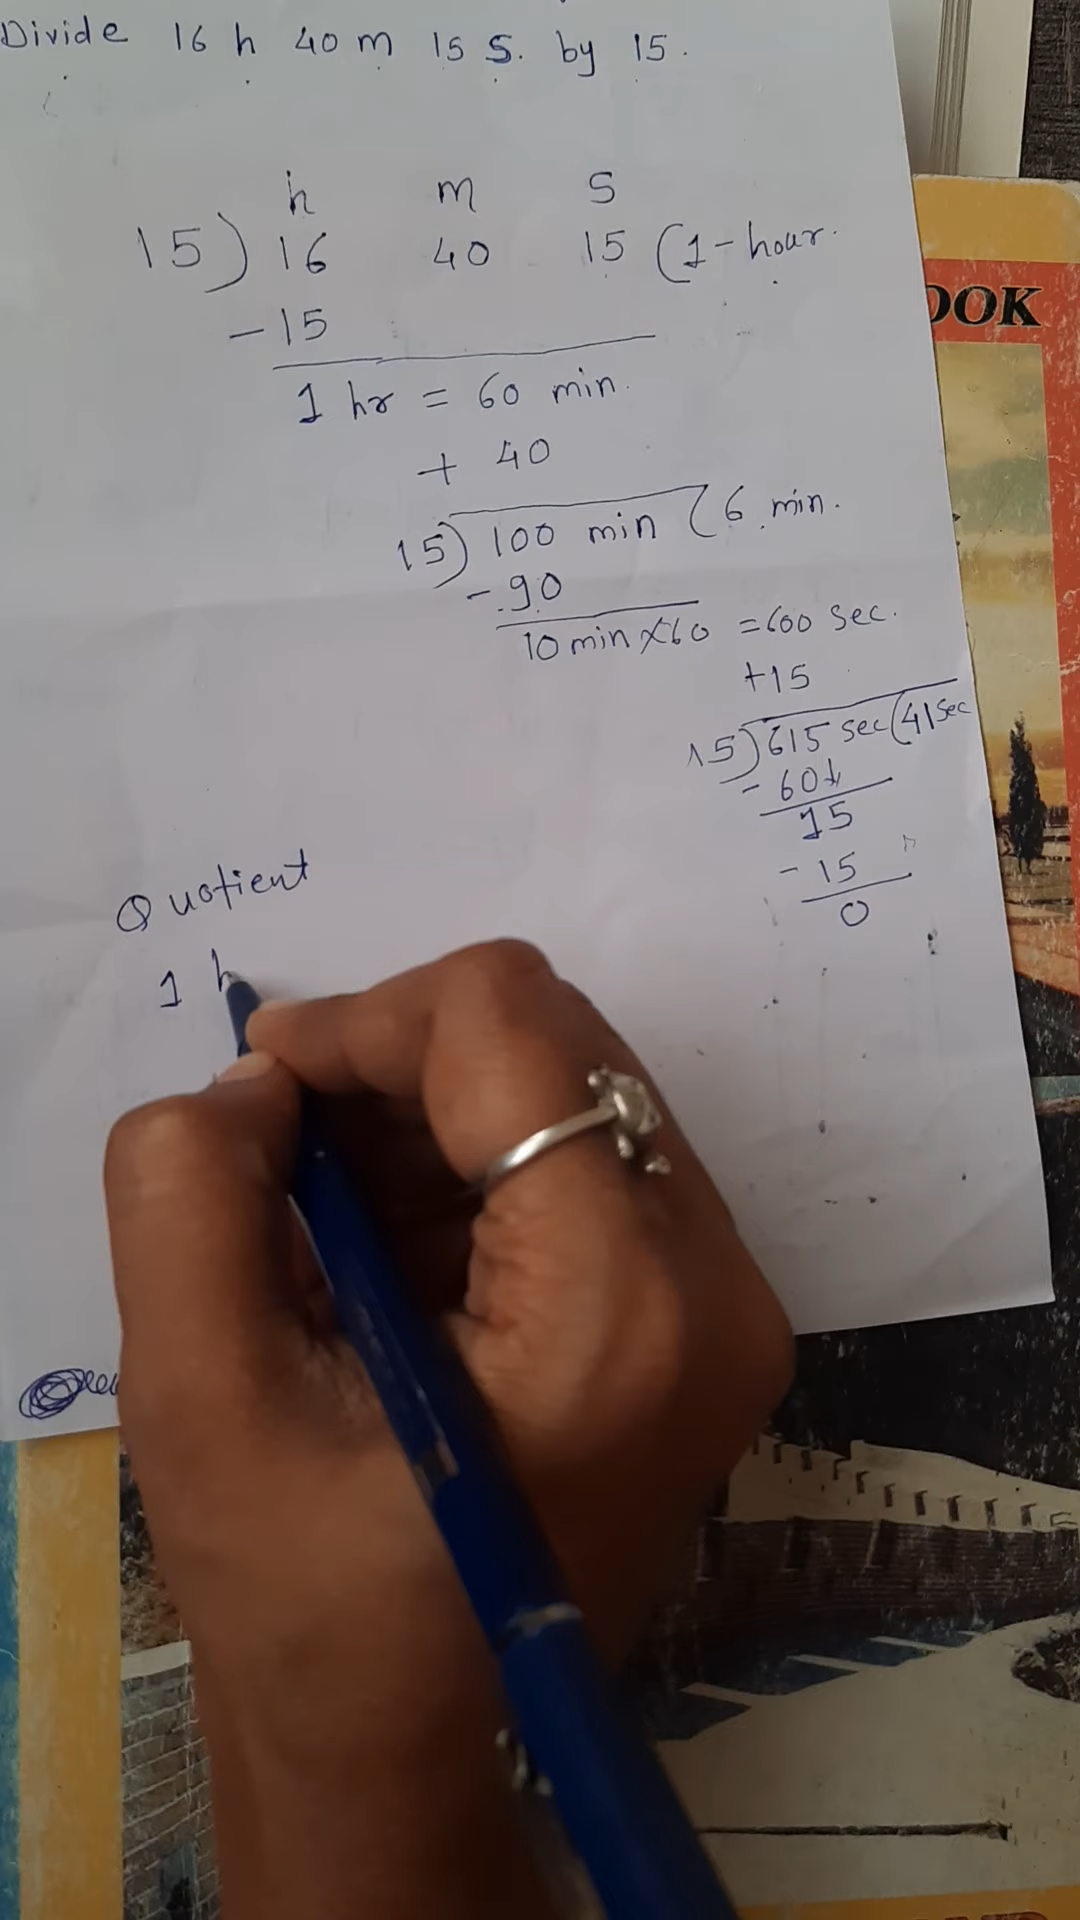 Divide 16 h 40 m 15 s. by 15.
h m s
15) 16 40 15 (1-hour.
-15
1 hr = 60 min.
+ 40
15) 100 min (6 min.
-90
10 min x60 = 600 sec.
+15
15) 615 sec (41 sec
-60↓
15
-15
0
Quotient
1 h
OOK